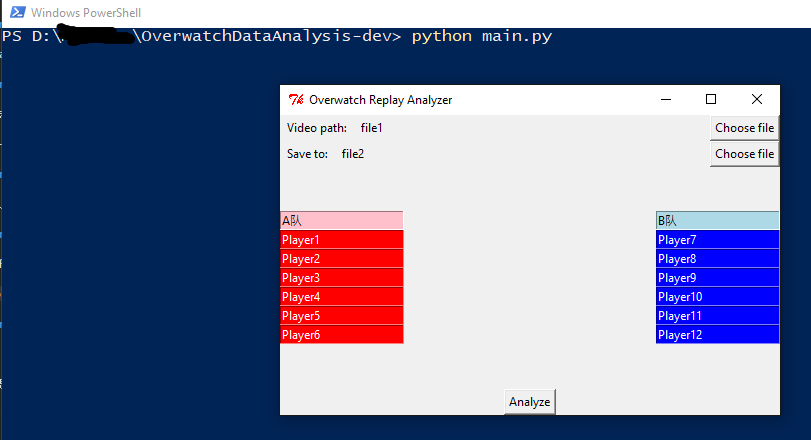 Windows PowerShell
PS D:\ \OverwatchDataAnalysis-dev> python main.py
Overwatch Replay Analyzer
Video path: file1 Choose file
Save to: file2 Choose file
A队 B队
Player1 Player7
Player2 Player8
Player3 Player9
Player4 Player10
Player5 Player11
Player6 Player12
Analyze